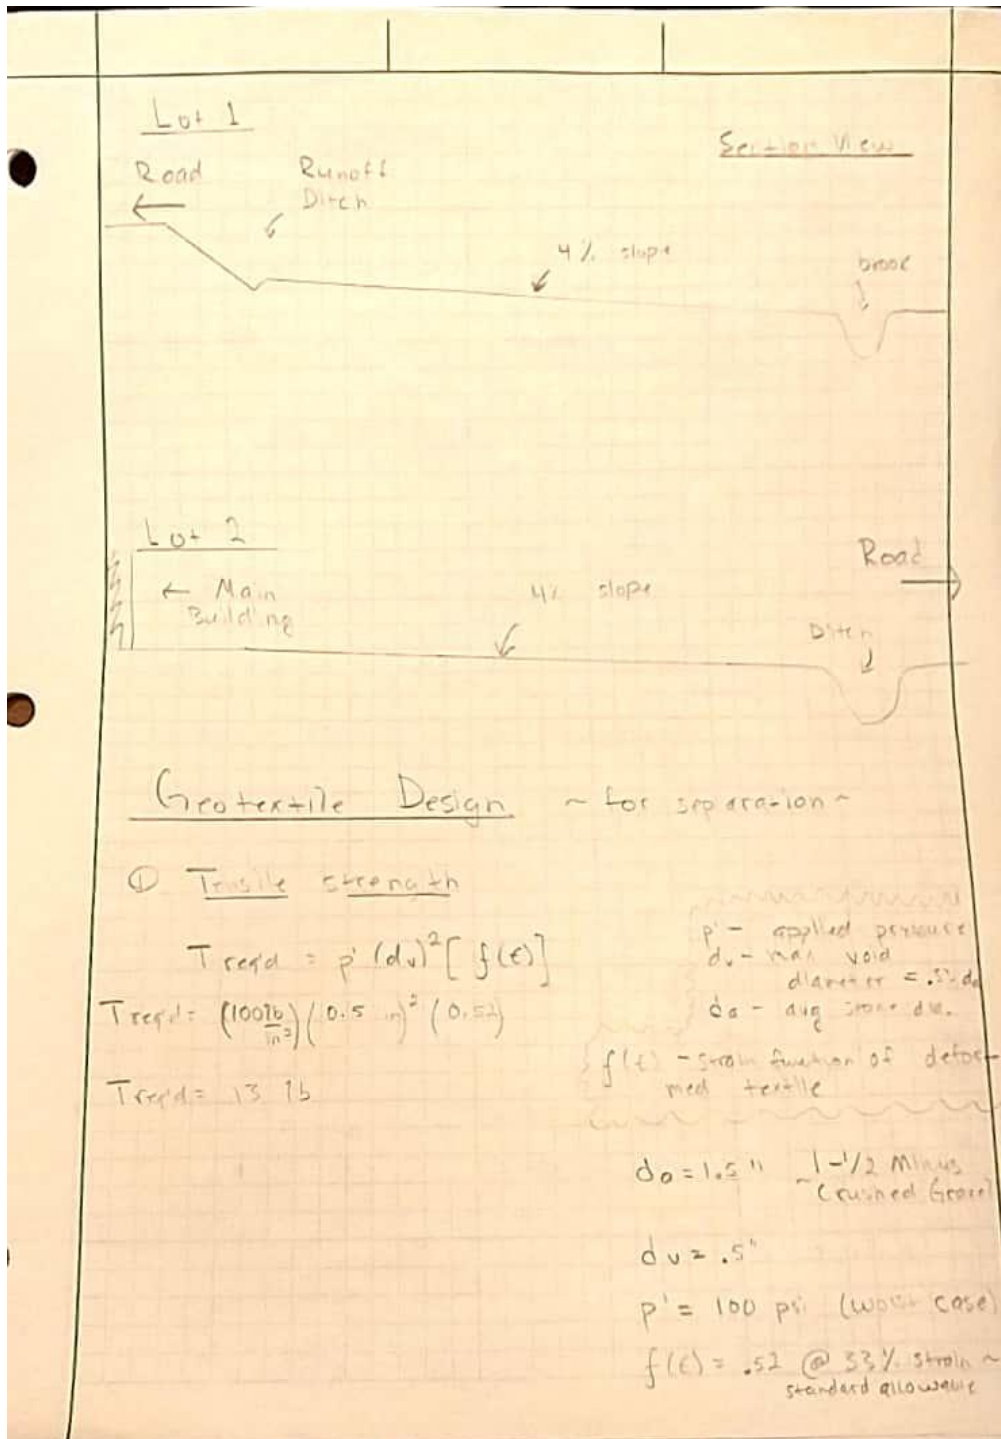 Lot 1
Section View
Road
Runoff
Ditch
4% slope
brook
Lot 2
← Main
Building
4% slope
Road
Ditch
Geotextile Design ~ for separation ~
① Tensile strength
T req'd = p' (dv)² [ f(ε) ]
T req'd = (100 lb/in²) (0.5 in)² (0.52)
T req'd = 13 lb
p' - applied pressure
dv - max void
diameter
da - avg stone dia.
f(ε) - strain function of defor-
med textile
da = 1.5" 1-1/2 Minus
~ Crushed Gravel
dv = .5"
p' = 100 psi (worst case)
f(ε) = .52 @ 33% strain ~
standard allowable